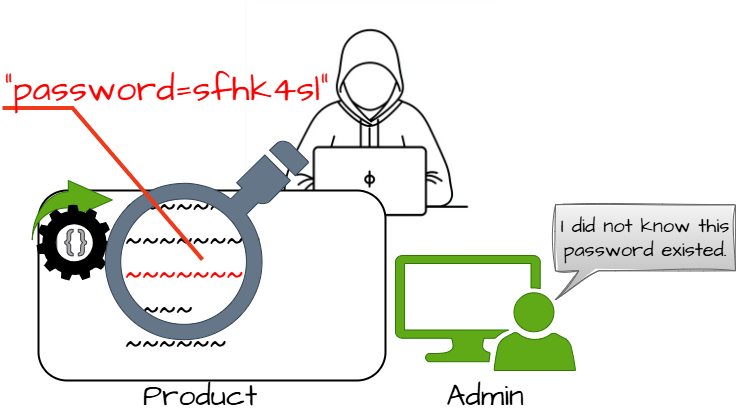 "password=sfhk4sl"
I did not know this
password existed.
{}
Product
Admin